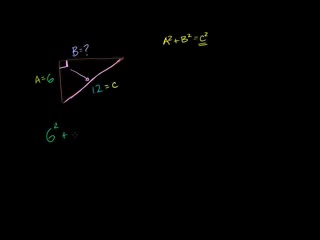 B=?
A²+B²=C²
A=6
12=C
6²+